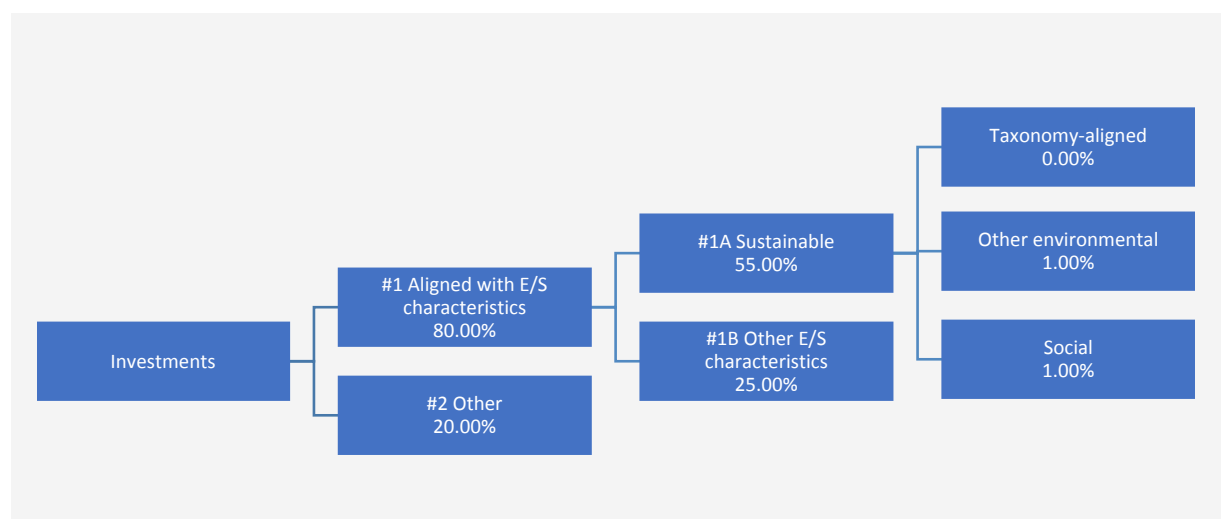 Investments
#1 Aligned with E/S
characteristics
80.00%
#2 Other
20.00%
#1A Sustainable
55.00%
#1B Other E/S
characteristics
25.00%
Taxonomy-aligned
0.00%
Other environmental
1.00%
Social
1.00%